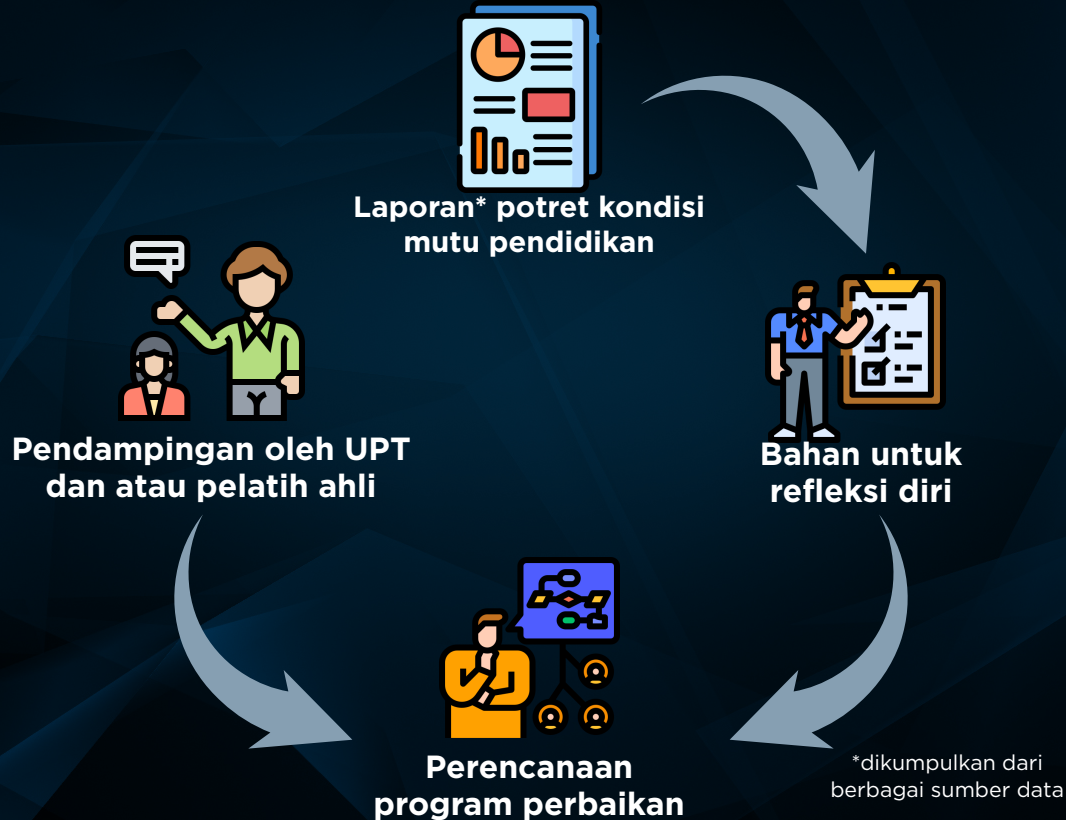 Laporan* potret kondisi
mutu pendidikan
Pendampingan oleh UPT
dan atau pelatih ahli
Bahan untuk
refleksi diri
Perencanaan
program perbaikan
*dikumpulkan dari
berbagai sumber data